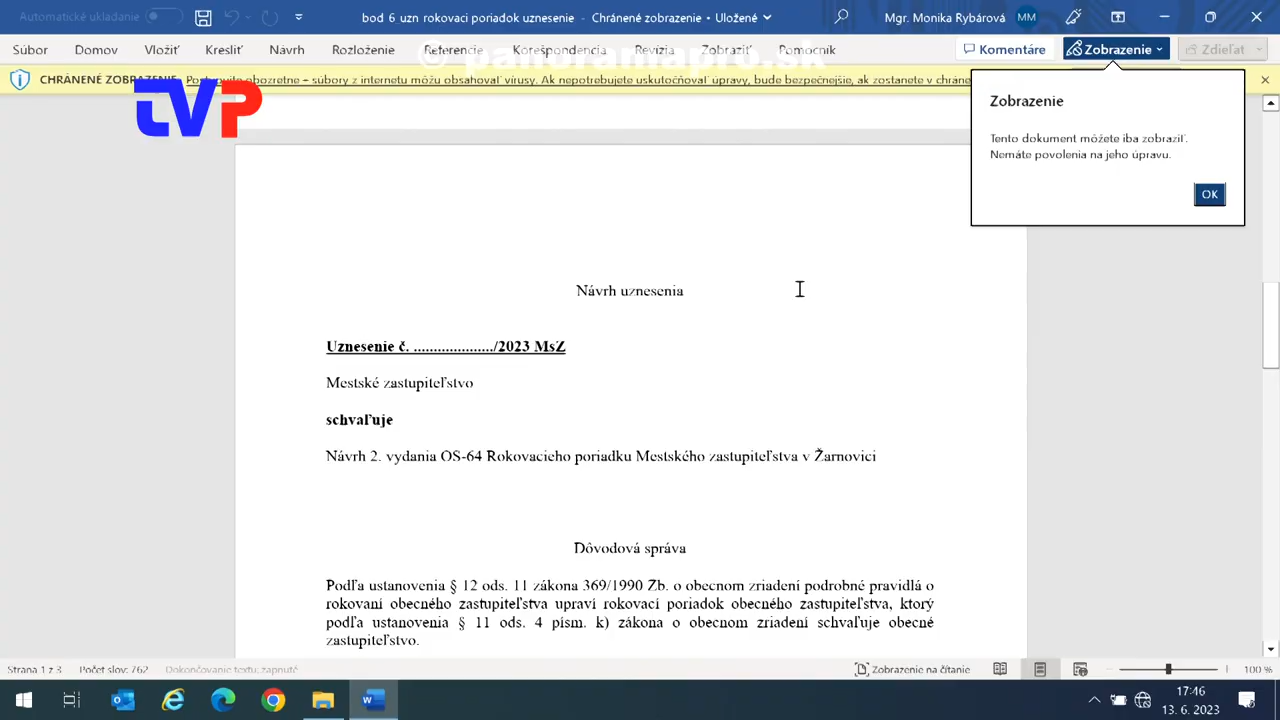 Automatické ukladanie
bod 6 uzn rokovaci poriadok uznesenie - Chránené zobrazenie • Uložené
Mgr. Monika Rybárová MM
Súbor Domov Vložiť Kresliť Návrh Rozloženie Referencie Korešpondencia Revízia Zobraziť Pomocník
Komentáre Zobrazenie Zdieľať
CHRÁNENÉ ZOBRAZENIE Postupujte obozretne – súbory z internetu môžu obsahovať vírusy. Ak nepotrebujete uskutočňovať úpravy, bude bezpečnejšie, ak zostanete v chráne
TVP
Zobrazenie
Tento dokument môžete iba zobraziť.
Nemáte povolenia na jeho úpravu.
OK
Návrh uznesenia
Uznesenie č. ...................../2023 MsZ
Mestské zastupiteľstvo
schvaľuje
Návrh 2. vydania OS-64 Rokovacieho poriadku Mestského zastupiteľstva v Žarnovici
Dôvodová správa
Podľa ustanovenia § 12 ods. 11 zákona 369/1990 Zb. o obecnom zriadení podrobné pravidlá o
rokovaní obecného zastupiteľstva upraví rokovací poriadok obecného zastupiteľstva, ktorý
podľa ustanovenia § 11 ods. 4 písm. k) zákona o obecnom zriadení schvaľuje obecné
zastupiteľstvo.
Strana 1 z 3 Počet slov: 762 Dokončovanie textu: zapnuté
Zobrazenie na čítanie
100 %
17:46
13. 6. 2023